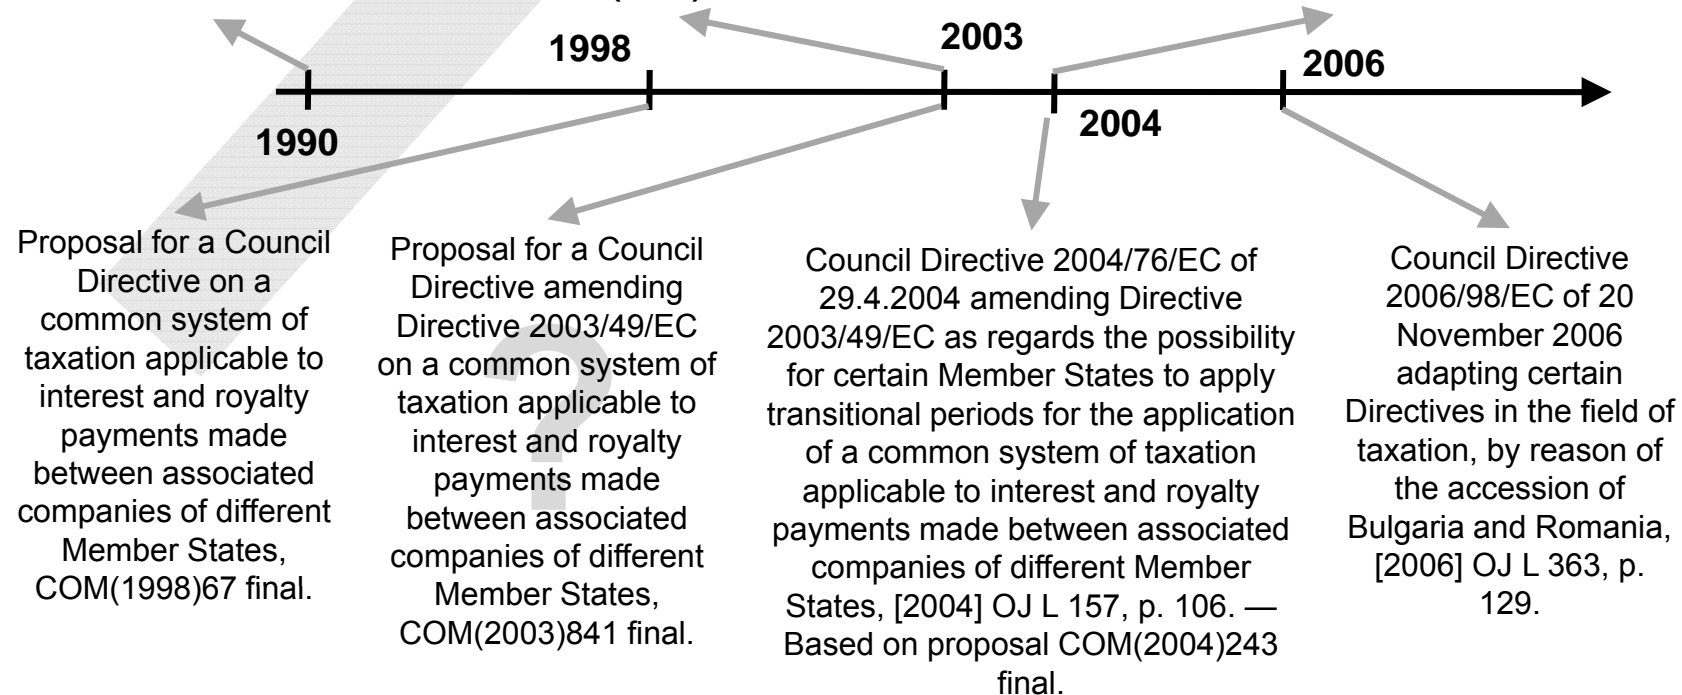 1998
2003
2006
1990
2004
Proposal for a Council
Directive on a
common system of
taxation applicable to
interest and royalty
payments made
between associated
companies of different
Member States,
COM(1998)67 final.
Proposal for a Council
Directive amending
Directive 2003/49/EC
on a common system of
taxation applicable to
interest and royalty
payments made
between associated
companies of different
Member States,
COM(2003)841 final.
?
Council Directive 2004/76/EC of
29.4.2004 amending Directive
2003/49/EC as regards the possibility
for certain Member States to apply
transitional periods for the application
of a common system of taxation
applicable to interest and royalty
payments made between associated
companies of different Member
States, [2004] OJ L 157, p. 106. —
Based on proposal COM(2004)243
final.
Council Directive
2006/98/EC of 20
November 2006
adapting certain
Directives in the field of
taxation, by reason of
the accession of
Bulgaria and Romania,
[2006] OJ L 363, p.
129.